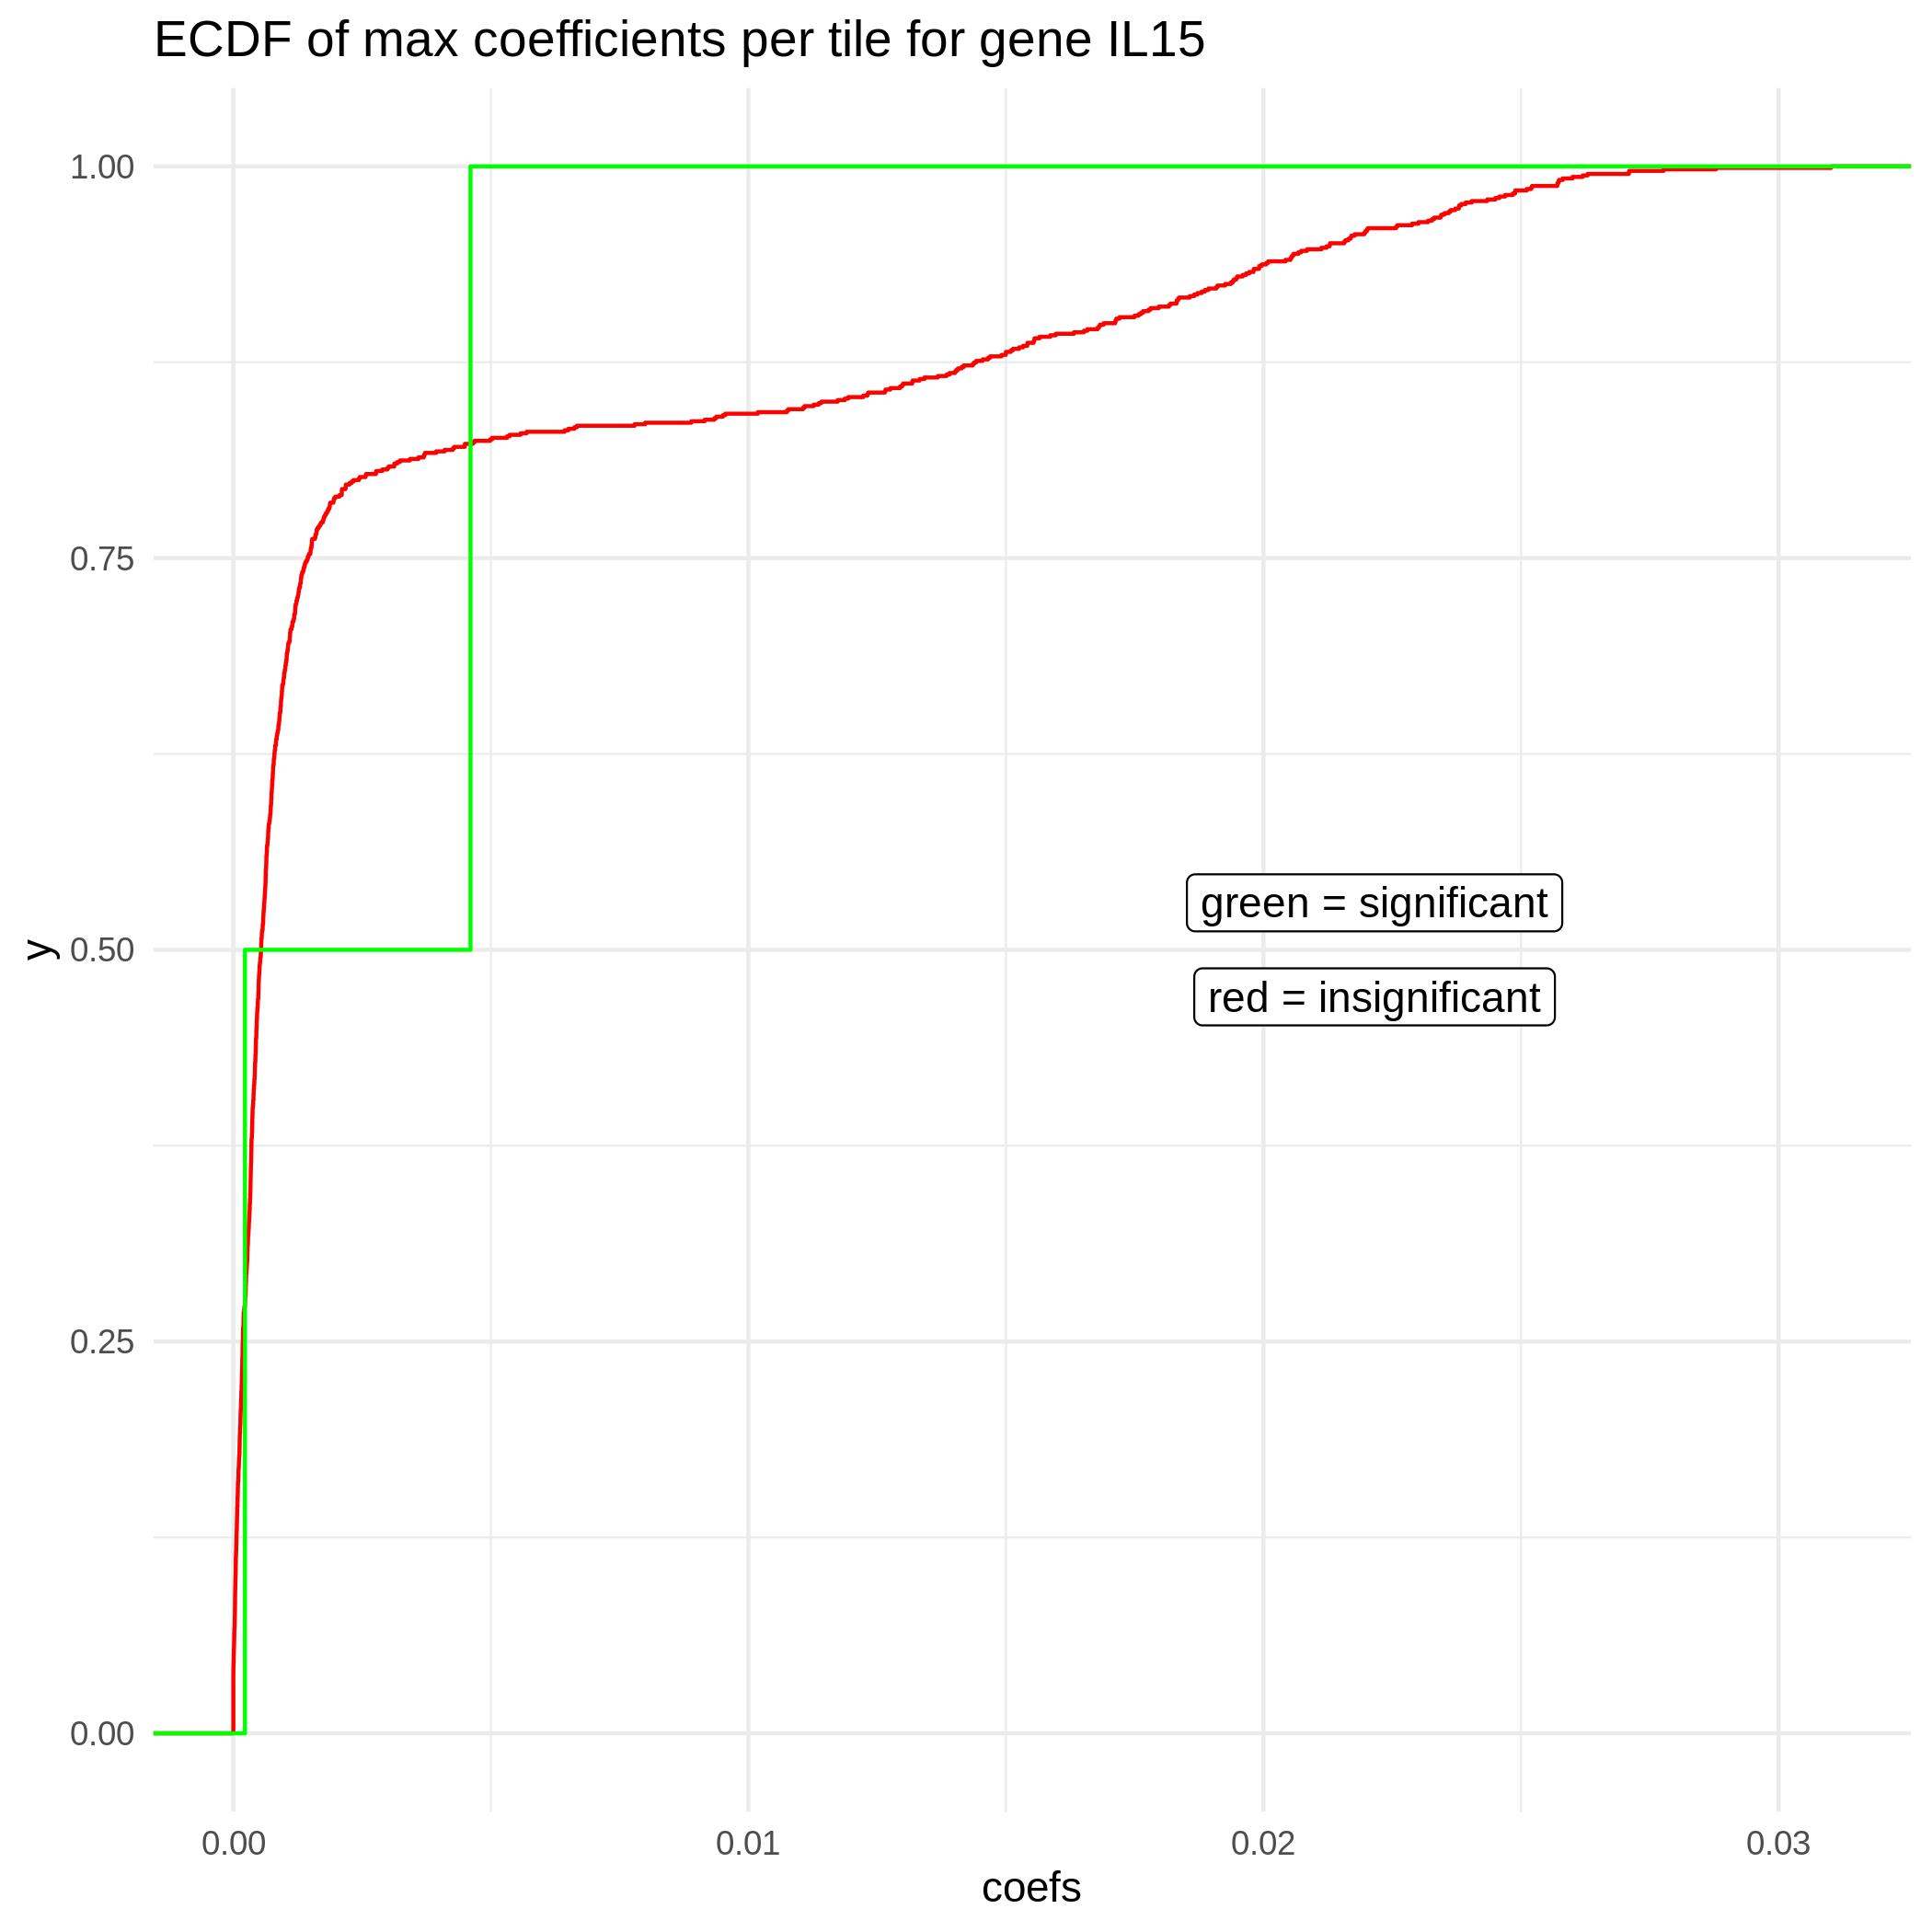 ECDF of max coefficients per tile for gene IL15
1.00
0.75
y
0.50
0.25
0.00
green = significant
red = insignificant
0.00 0.01 0.02 0.03
coefs